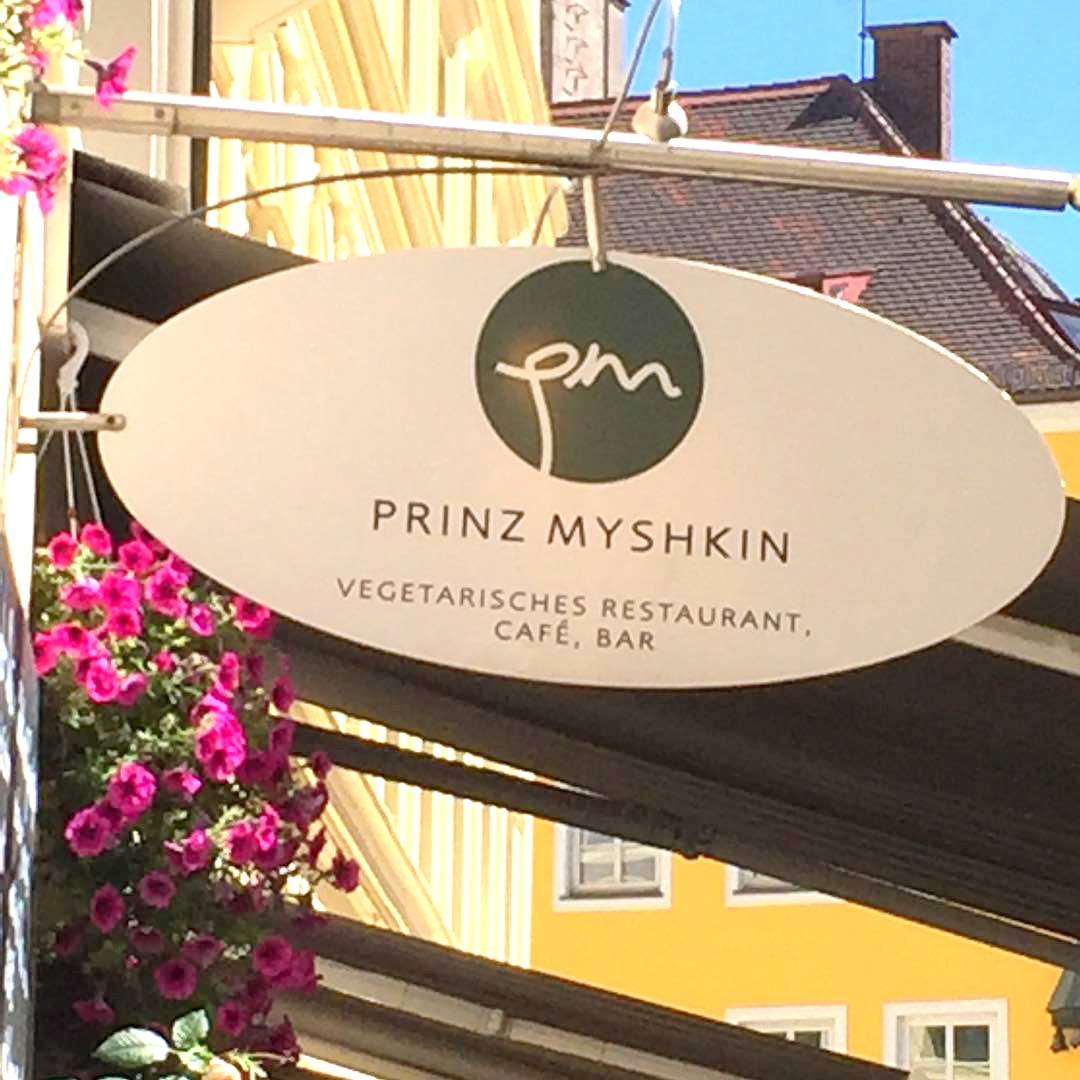 pm
PRINZ MYSHKIN
VEGETARISCHES RESTAURANT,
CAFÉ, BAR